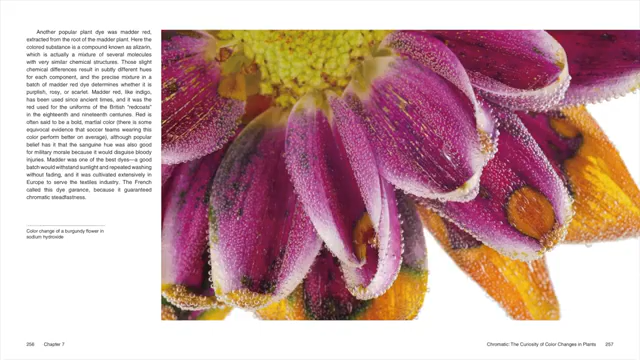 Another popular plant dye was madder red,
extracted from the root of the madder plant. Here the
colored substance is a compound known as alizarin,
which is actually a mixture of several molecules
with very similar chemical structures. Those slight
chemical differences result in subtly different hues
for each component, and the precise mixture in a
batch of madder red dye determines whether it is
purplish, rosy, or scarlet. Madder red, like indigo,
has been used since ancient times, and it was the
red used for the uniforms of the British “redcoats”
in the eighteenth and nineteenth centuries. Red is
often said to be a bold, martial color (there is some
equivocal evidence that soccer teams wearing this
color perform better on average), although popular
belief has it that the sanguine hue was also good
for military morale because it would disguise bloody
injuries. Madder was one of the best dyes—a good
batch would withstand sunlight and repeated washing
without fading, and it was cultivated extensively in
Europe to serve the textiles industry. The French
called this dye garance, because it guaranteed
chromatic steadfastness.
Color change of a burgundy flower in
sodium hydroxide
256 Chapter 7
Chromatic: The Curiosity of Color Changes in Plants 257